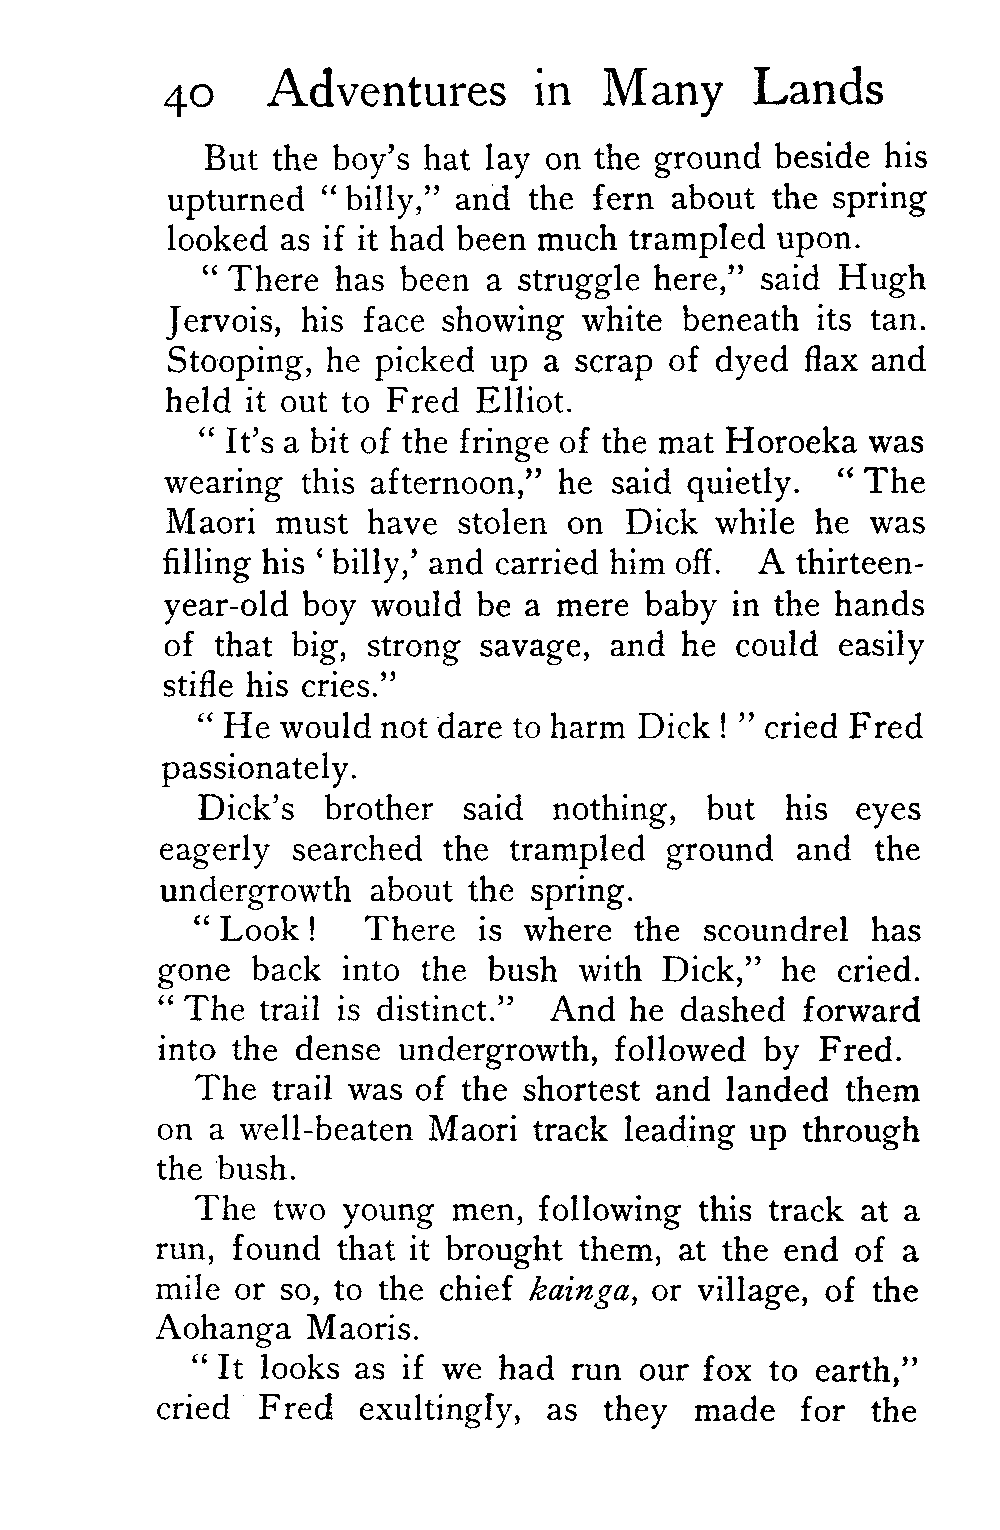 40 Adventures in Many Lands
But the boy's hat lay on the ground beside his
upturned "billy," and the fern about the spring
looked as if it had been much trampled upon.
"There has been a struggle here," said Hugh
Jervois, his face showing white beneath its tan.
Stooping, he picked up a scrap of dyed flax and
held it out to Fred Elliot.
"It's a bit of the fringe of the mat Horoeka was
wearing this afternoon," he said quietly. "The
Maori must have stolen on Dick while he was
filling his 'billy,' and carried him off. A thirteen-
year-old boy would be a mere baby in the hands
of that big, strong savage, and he could easily
stifle his cries."
"He would not dare to harm Dick!" cried Fred
passionately.
Dick's brother said nothing, but his eyes
eagerly searched the trampled ground and the
undergrowth about the spring.
"Look! There is where the scoundrel has
gone back into the bush with Dick," he cried.
"The trail is distinct." And he dashed forward
into the dense undergrowth, followed by Fred.
The trail was of the shortest and landed them
on a well-beaten Maori track leading up through
the bush.
The two young men, following this track at a
run, found that it brought them, at the end of a
mile or so, to the chief kainga, or village, of the
Aohanga Maoris.
"It looks as if we had run our fox to earth,"
cried Fred exultingly, as they made for the